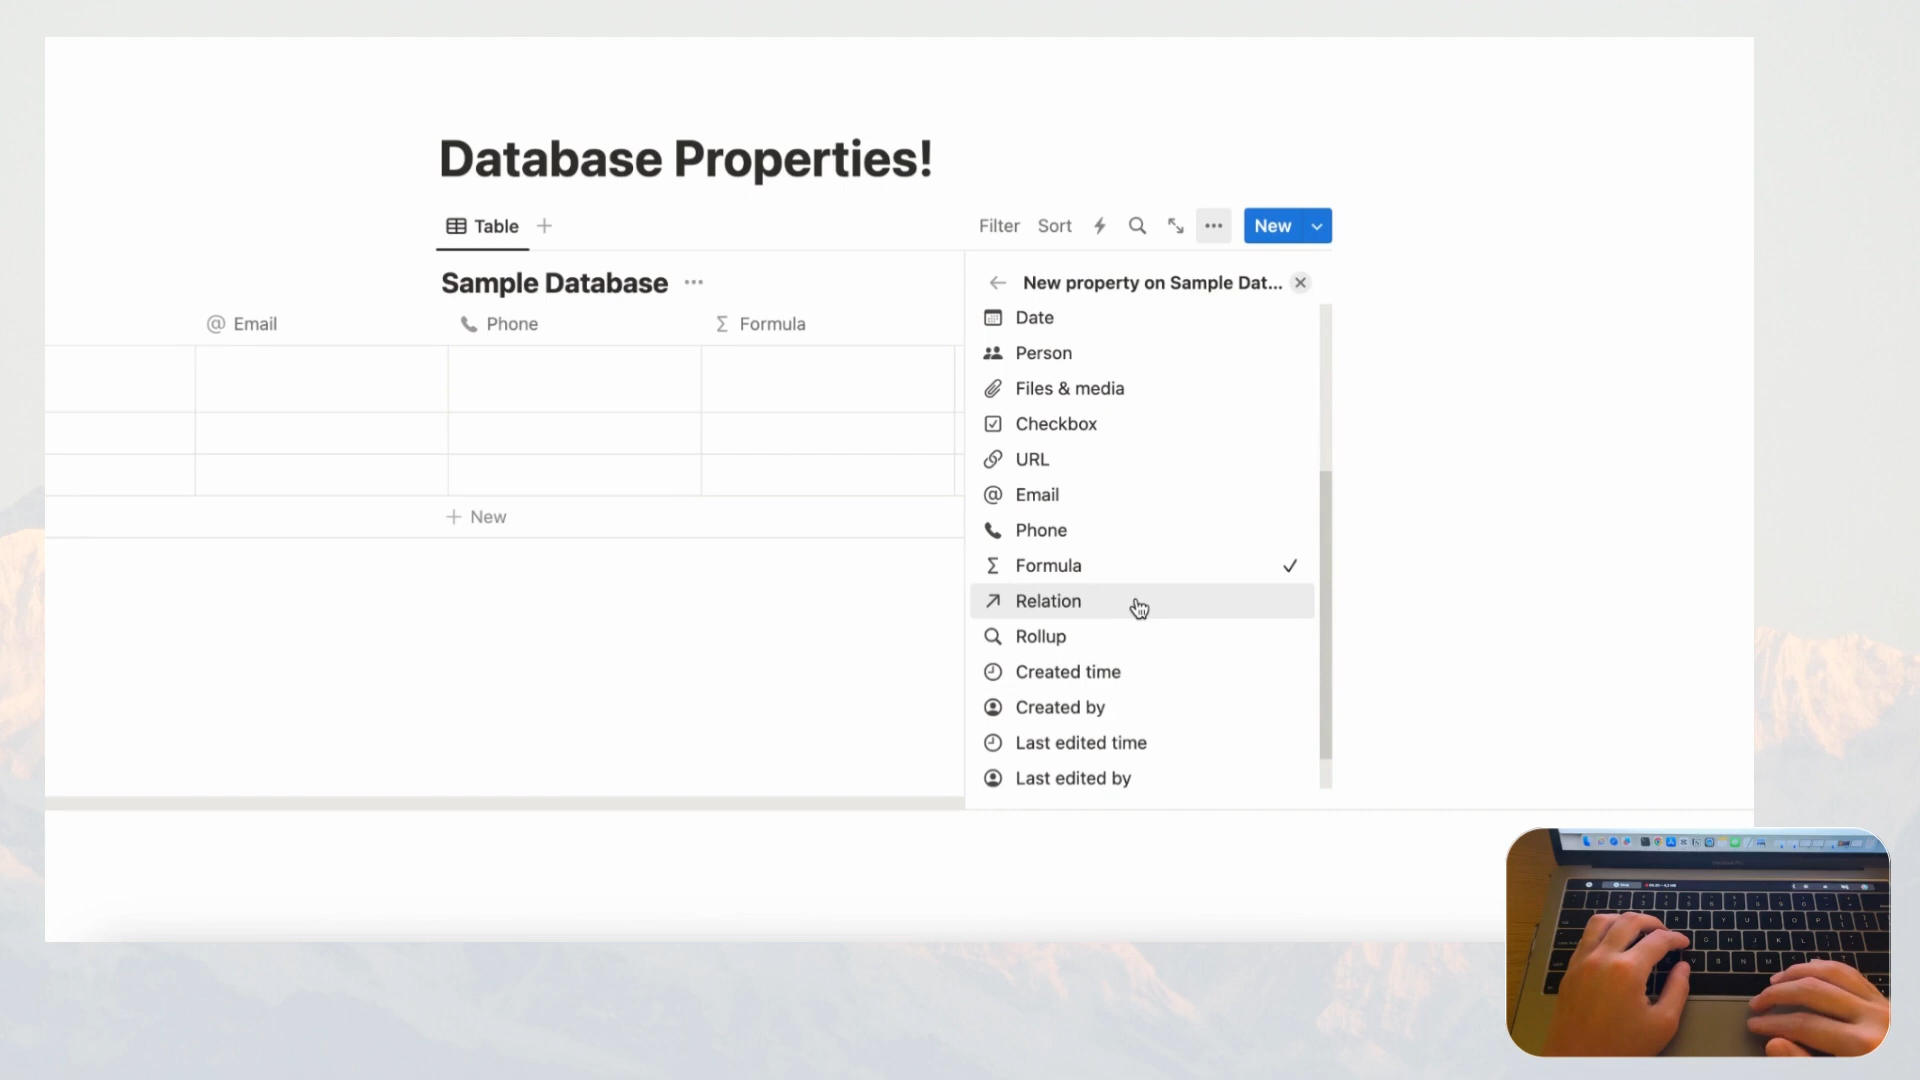 Database Properties!
Table
Filter Sort New
Sample Database
Email Phone Formula
New
New property on Sample Dat...
Date
Person
Files & media
Checkbox
URL
Email
Phone
Formula
Relation
Rollup
Created time
Created by
Last edited time
Last edited by